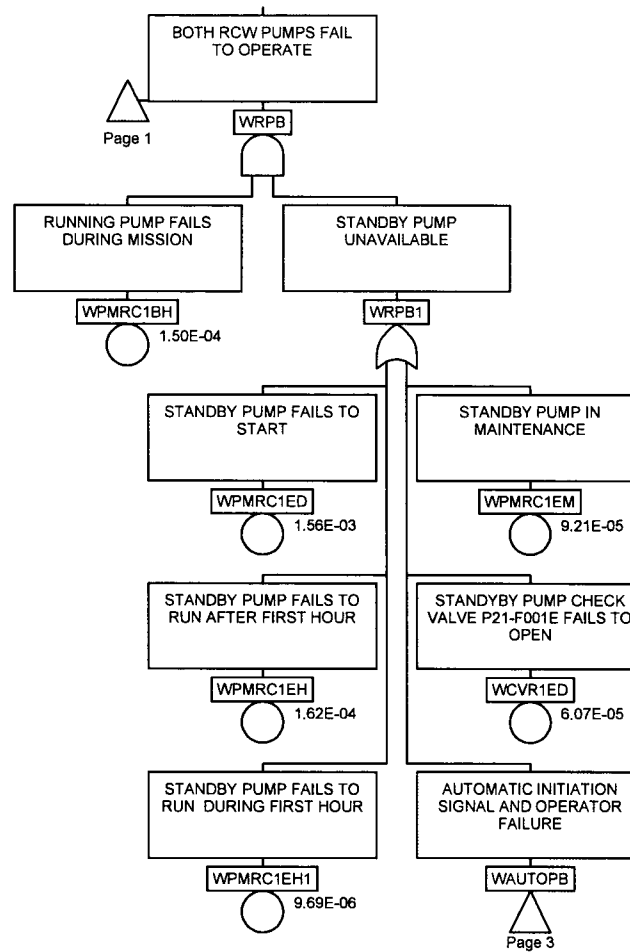 BOTH RCW PUMPS FAIL
TO OPERATE
Page 1
WRPB
RUNNING PUMP FAILS
DURING MISSION
STANDBY PUMP
UNAVAILABLE
WPMRC1BH
1.50E-04
WRPB1
STANDBY PUMP FAILS TO
START
STANDBY PUMP IN
MAINTENANCE
WPMRC1ED
1.56E-03
WPMRC1EM
9.21E-05
STANDBY PUMP FAILS TO
RUN AFTER FIRST HOUR
STANDYBY PUMP CHECK
VALVE P21-F001E FAILS TO
OPEN
WPMRC1EH
1.62E-04
WCVR1ED
6.07E-05
STANDBY PUMP FAILS TO
RUN DURING FIRST HOUR
AUTOMATIC INITIATION
SIGNAL AND OPERATOR
FAILURE
WPMRC1EH1
9.69E-06
WAUTOPB
Page 3